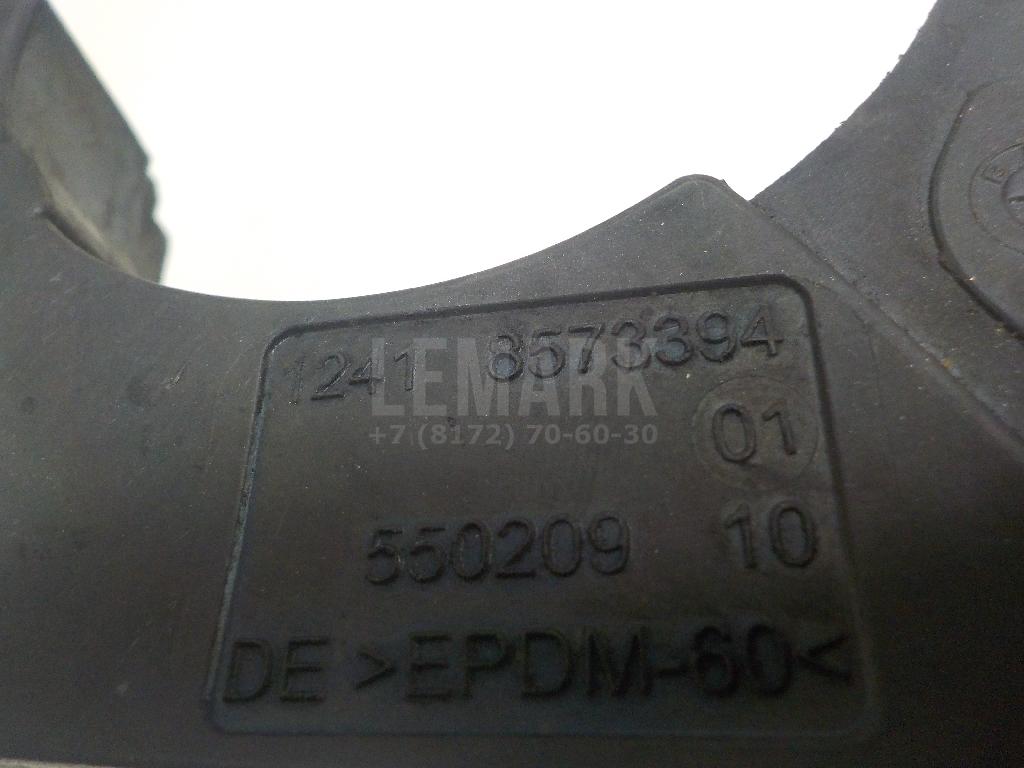 1241 8573394
LEMARK
01
+7 (8172) 70-60-30
550209 10
DE >EPDM-60<